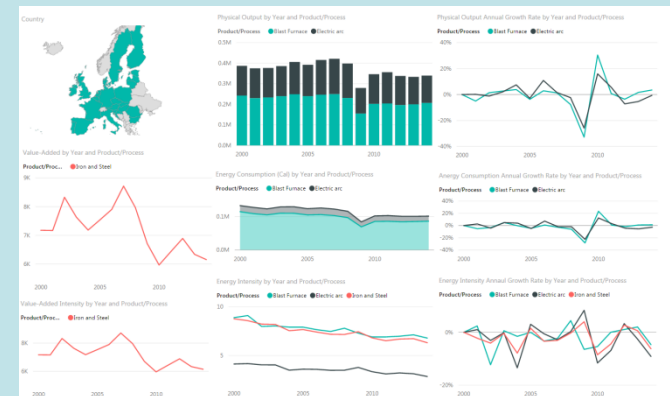 Country
Physical Output by Year and Product/Process
Product/Process Blast Furnace Electric arc
0.5M
0.4M
0.3M
0.2M
0.1M
0.0M
2000 2005 2010
Physical Output Annual Growth Rate by Year and Product/Process
Product/Process Blast Furnace Electric arc
40%
20%
0%
-20%
-40%
2000 2005 2010
Value-Added by Year and Product/Process
Product/Proc... Iron and Steel
9K
8K
7K
6K
2000 2005 2010
Energy Consumption (Cal) by Year and Product/Process
Product/Process Blast Furnace Electric arc
0.1M
0.0M
2000 2005 2010
Anergy Consumption Annual Growth Rate by Year and Product/Process
Product/Process Blast Furnace Electric arc
40%
20%
0%
-20%
-40%
2000 2005 2010
Value-Added Intensity by Year and Product/Process
Product/Proc... Iron and Steel
8K
6K
2000 2005 2010
Energy Intensity by Year and Product/Process
Product/Process Blast Furnace Electric arc Iron and Steel
10
5
2000 2005 2010
Energy Intensity Annaul Growth Rate by Year and Product/Process
Product/Process Blast Furnace Electric arc Iron and Steel
0%
-20%
2000 2005 2010